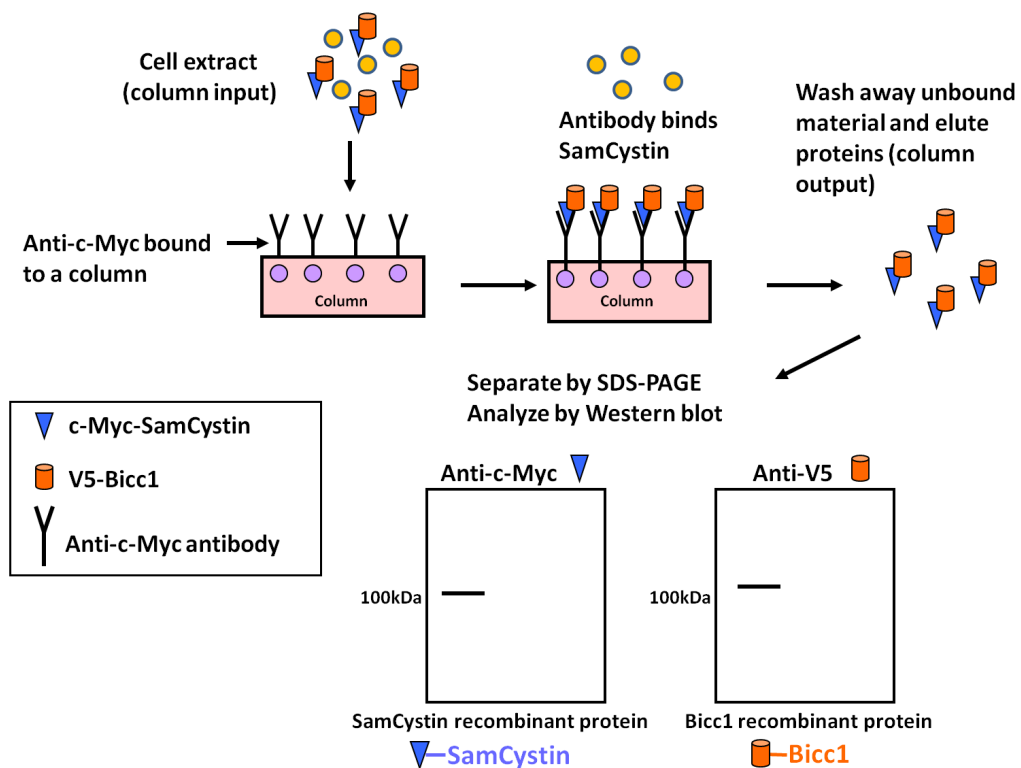 Cell extract
(column input)
Antibody binds
SamCystin
Wash away unbound
material and elute
proteins (column
output)
Anti-c-Myc bound
to a column
Column
Column
Separate by SDS-PAGE
Analyze by Western blot
c-Myc-SamCystin
V5-Bicc1
Anti-c-Myc antibody
Anti-c-Myc
Anti-V5
100kDa
100kDa
SamCystin recombinant protein
Bicc1 recombinant protein
SamCystin
Bicc1